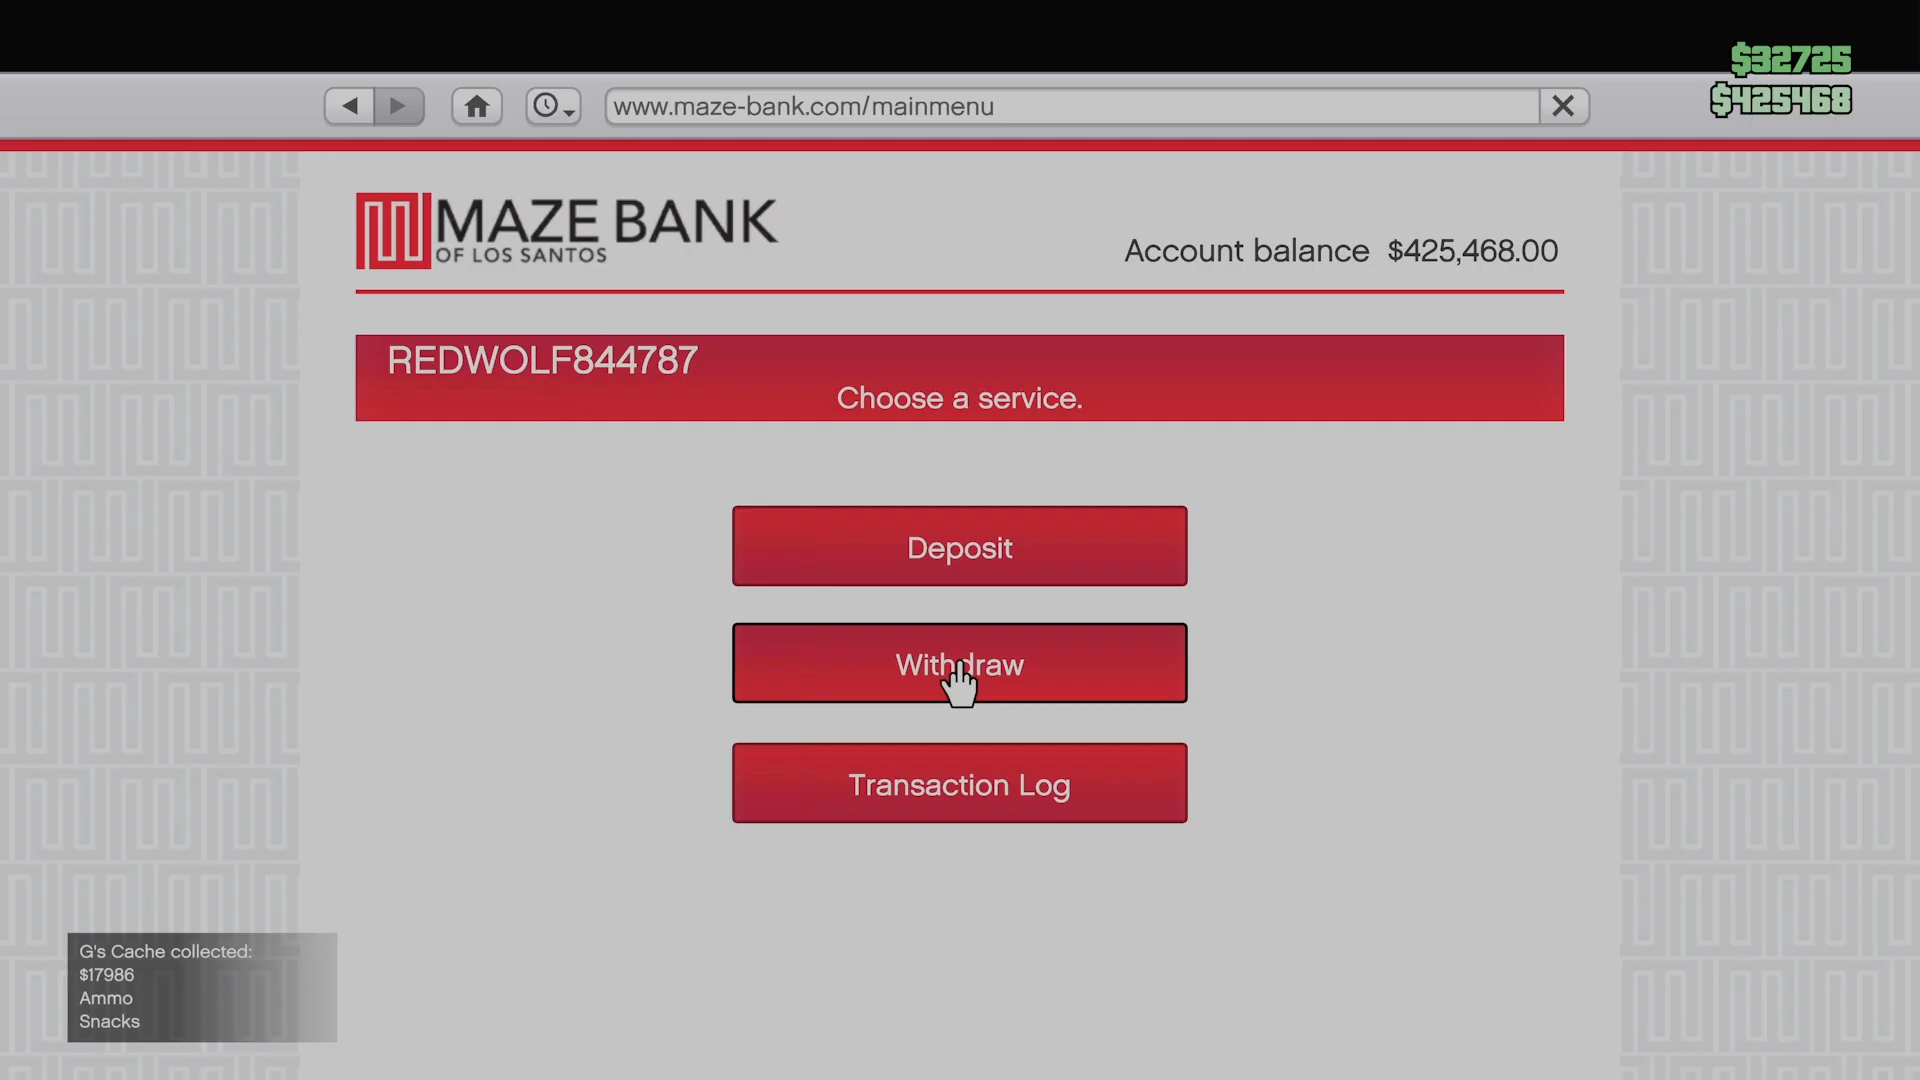 $32725
$425468
www.maze-bank.com/mainmenu
MAZE BANK
OF LOS SANTOS
Account balance $425,468.00
REDWOLF844787
Choose a service.
Deposit
Withdraw
Transaction Log
G's Cache collected:
$17986
Ammo
Snacks